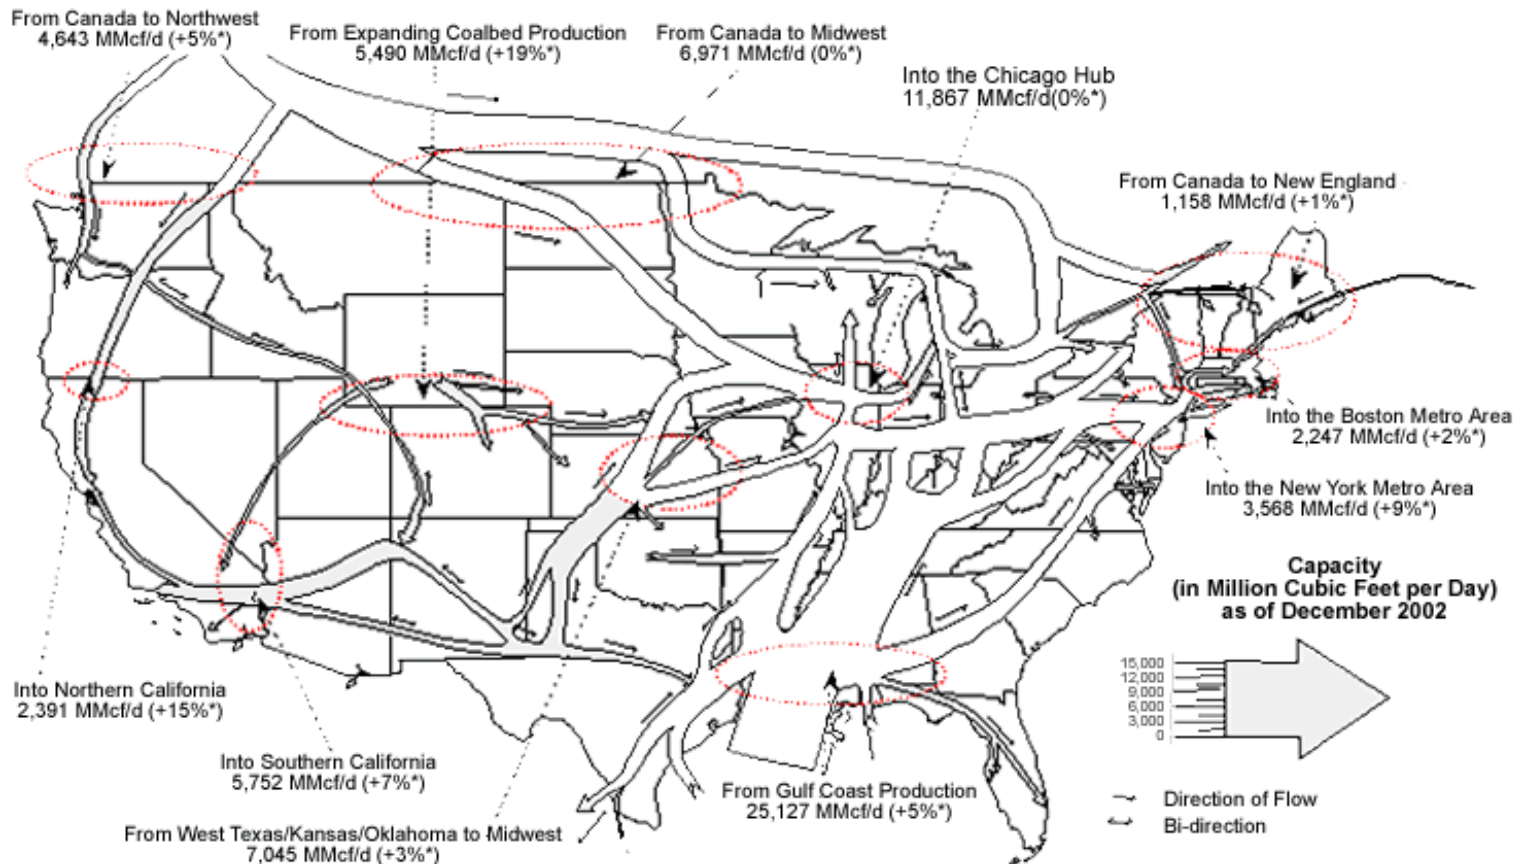 From Canada to Northwest
4,643 MMcf/d (+5%*)
From Expanding Coalbed Production
5,490 MMcf/d (+19%*)
From Canada to Midwest
6,971 MMcf/d (0%*)
Into the Chicago Hub
11,867 MMcf/d(0%*)
From Canada to New England
1,158 MMcf/d (+1%*)
Into the Boston Metro Area
2,247 MMcf/d (+2%*)
Into the New York Metro Area
3,568 MMcf/d (+9%*)
Capacity
(in Million Cubic Feet per Day)
as of December 2002
15,000
12,000
9,000
6,000
3,000
0
Into Northern California
2,391 MMcf/d (+15%*)
Into Southern California
5,752 MMcf/d (+7%*)
From Gulf Coast Production
25,127 MMcf/d (+5%*)
Direction of Flow
Bi-direction
From West Texas/Kansas/Oklahoma to Midwest
7,045 MMcf/d (+3%*)